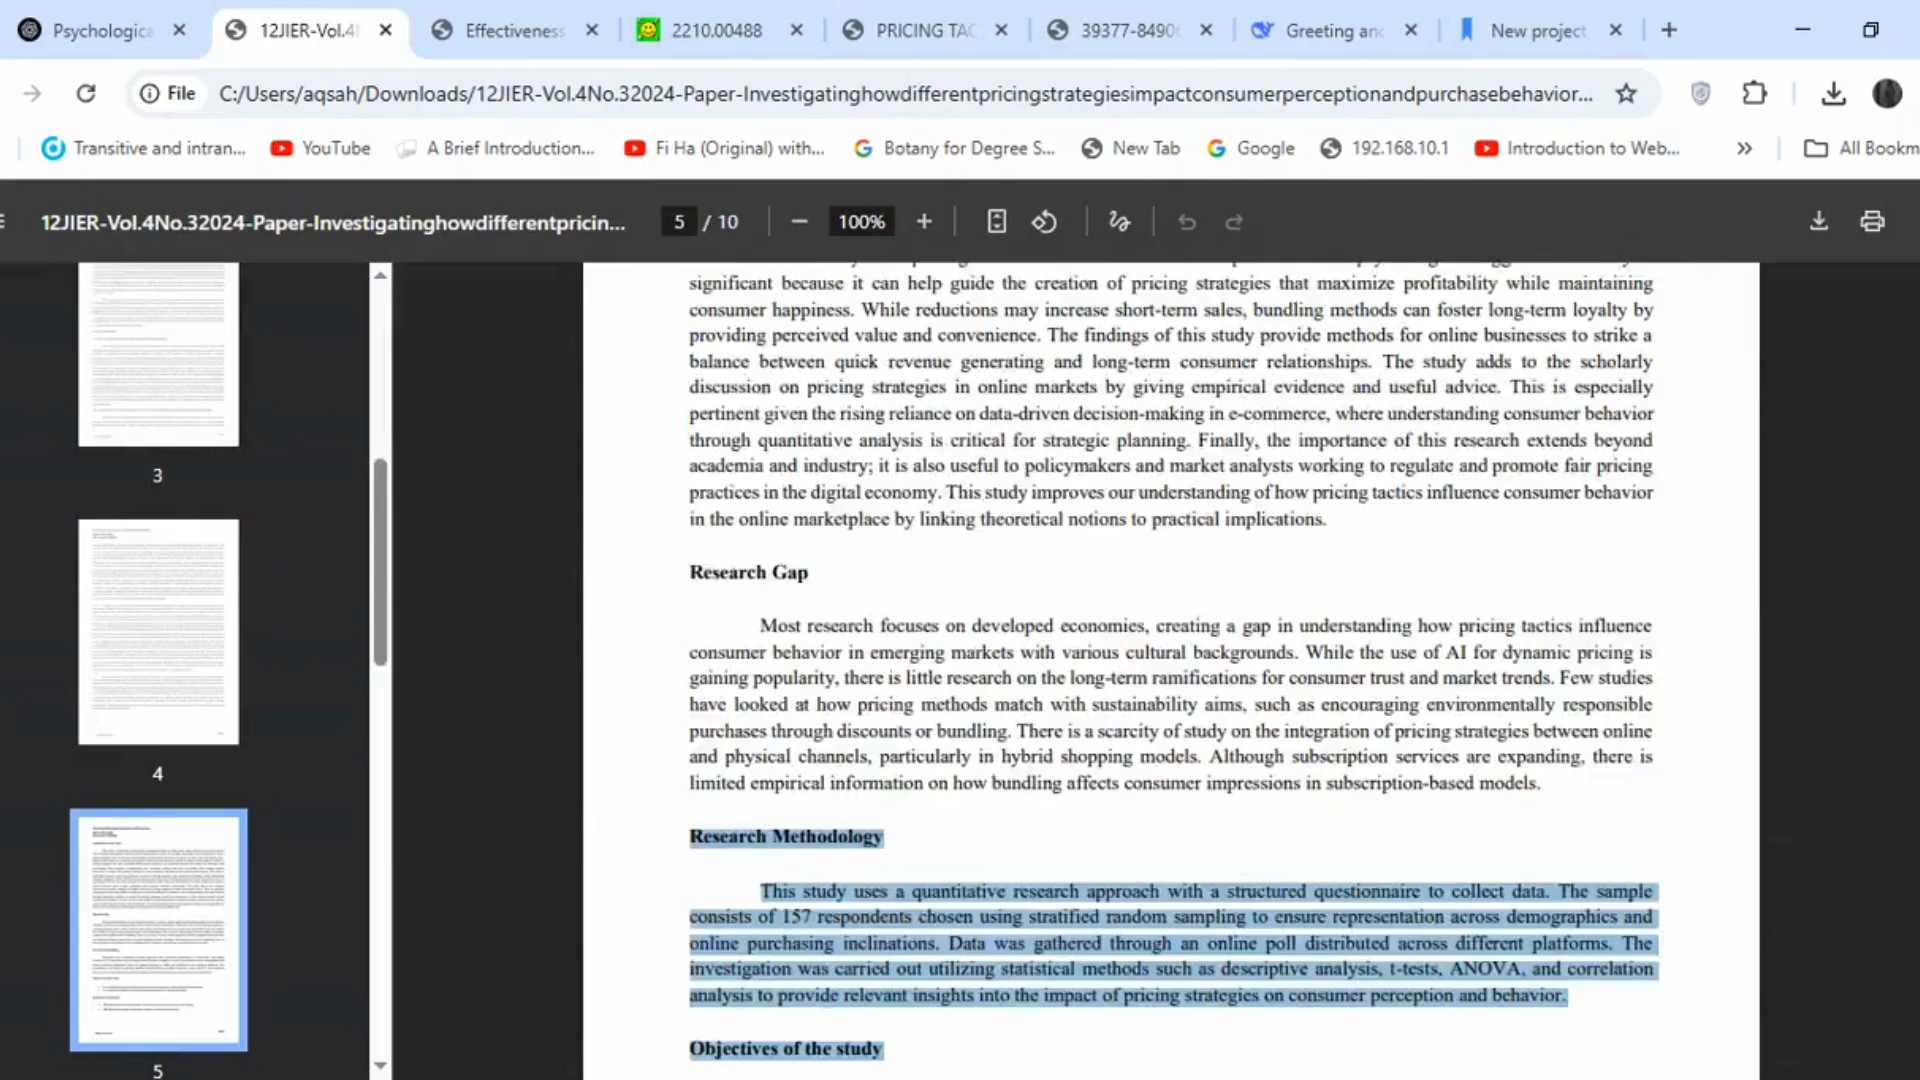 Psychologica
12JIER-Vol.4
Effectiveness
2210.00488
PRICING TAC
39377-8490
Greeting and
New project
File
C:/Users/aqsah/Downloads/12JIER-Vol.4No.32024-Paper-Investigatinghowdifferentpricingstrategiesimpactconsumerperceptionandpurchasebehavior...
Transitive and intran...
YouTube
A Brief Introduction...
Fi Ha (Original) with...
Botany for Degree S...
New Tab
Google
192.168.10.1
Introduction to Web...
All Bookm
12JIER-Vol.4No.32024-Paper-Investigatinghowdifferentpricin...
5 / 10
100%
3
4
5
significant because it can help guide the creation of pricing strategies that maximize profitability while maintaining
consumer happiness. While reductions may increase short-term sales, bundling methods can foster long-term loyalty by
providing perceived value and convenience. The findings of this study provide methods for online businesses to strike a
balance between quick revenue generating and long-term consumer relationships. The study adds to the scholarly
discussion on pricing strategies in online markets by giving empirical evidence and useful advice. This is especially
pertinent given the rising reliance on data-driven decision-making in e-commerce, where understanding consumer behavior
through quantitative analysis is critical for strategic planning. Finally, the importance of this research extends beyond
academia and industry; it is also useful to policymakers and market analysts working to regulate and promote fair pricing
practices in the digital economy. This study improves our understanding of how pricing tactics influence consumer behavior
in the online marketplace by linking theoretical notions to practical implications.
Research Gap
Most research focuses on developed economies, creating a gap in understanding how pricing tactics influence
consumer behavior in emerging markets with various cultural backgrounds. While the use of AI for dynamic pricing is
gaining popularity, there is little research on the long-term ramifications for consumer trust and market trends. Few studies
have looked at how pricing methods match with sustainability aims, such as encouraging environmentally responsible
purchases through discounts or bundling. There is a scarcity of study on the integration of pricing strategies between online
and physical channels, particularly in hybrid shopping models. Although subscription services are expanding, there is
limited empirical information on how bundling affects consumer impressions in subscription-based models.
Research Methodology
This study uses a quantitative research approach with a structured questionnaire to collect data. The sample
consists of 157 respondents chosen using stratified random sampling to ensure representation across demographics and
online purchasing inclinations. Data was gathered through an online poll distributed across different platforms. The
investigation was carried out utilizing statistical methods such as descriptive analysis, t-tests, ANOVA, and correlation
analysis to provide relevant insights into the impact of pricing strategies on consumer perception and behavior.
Objectives of the study